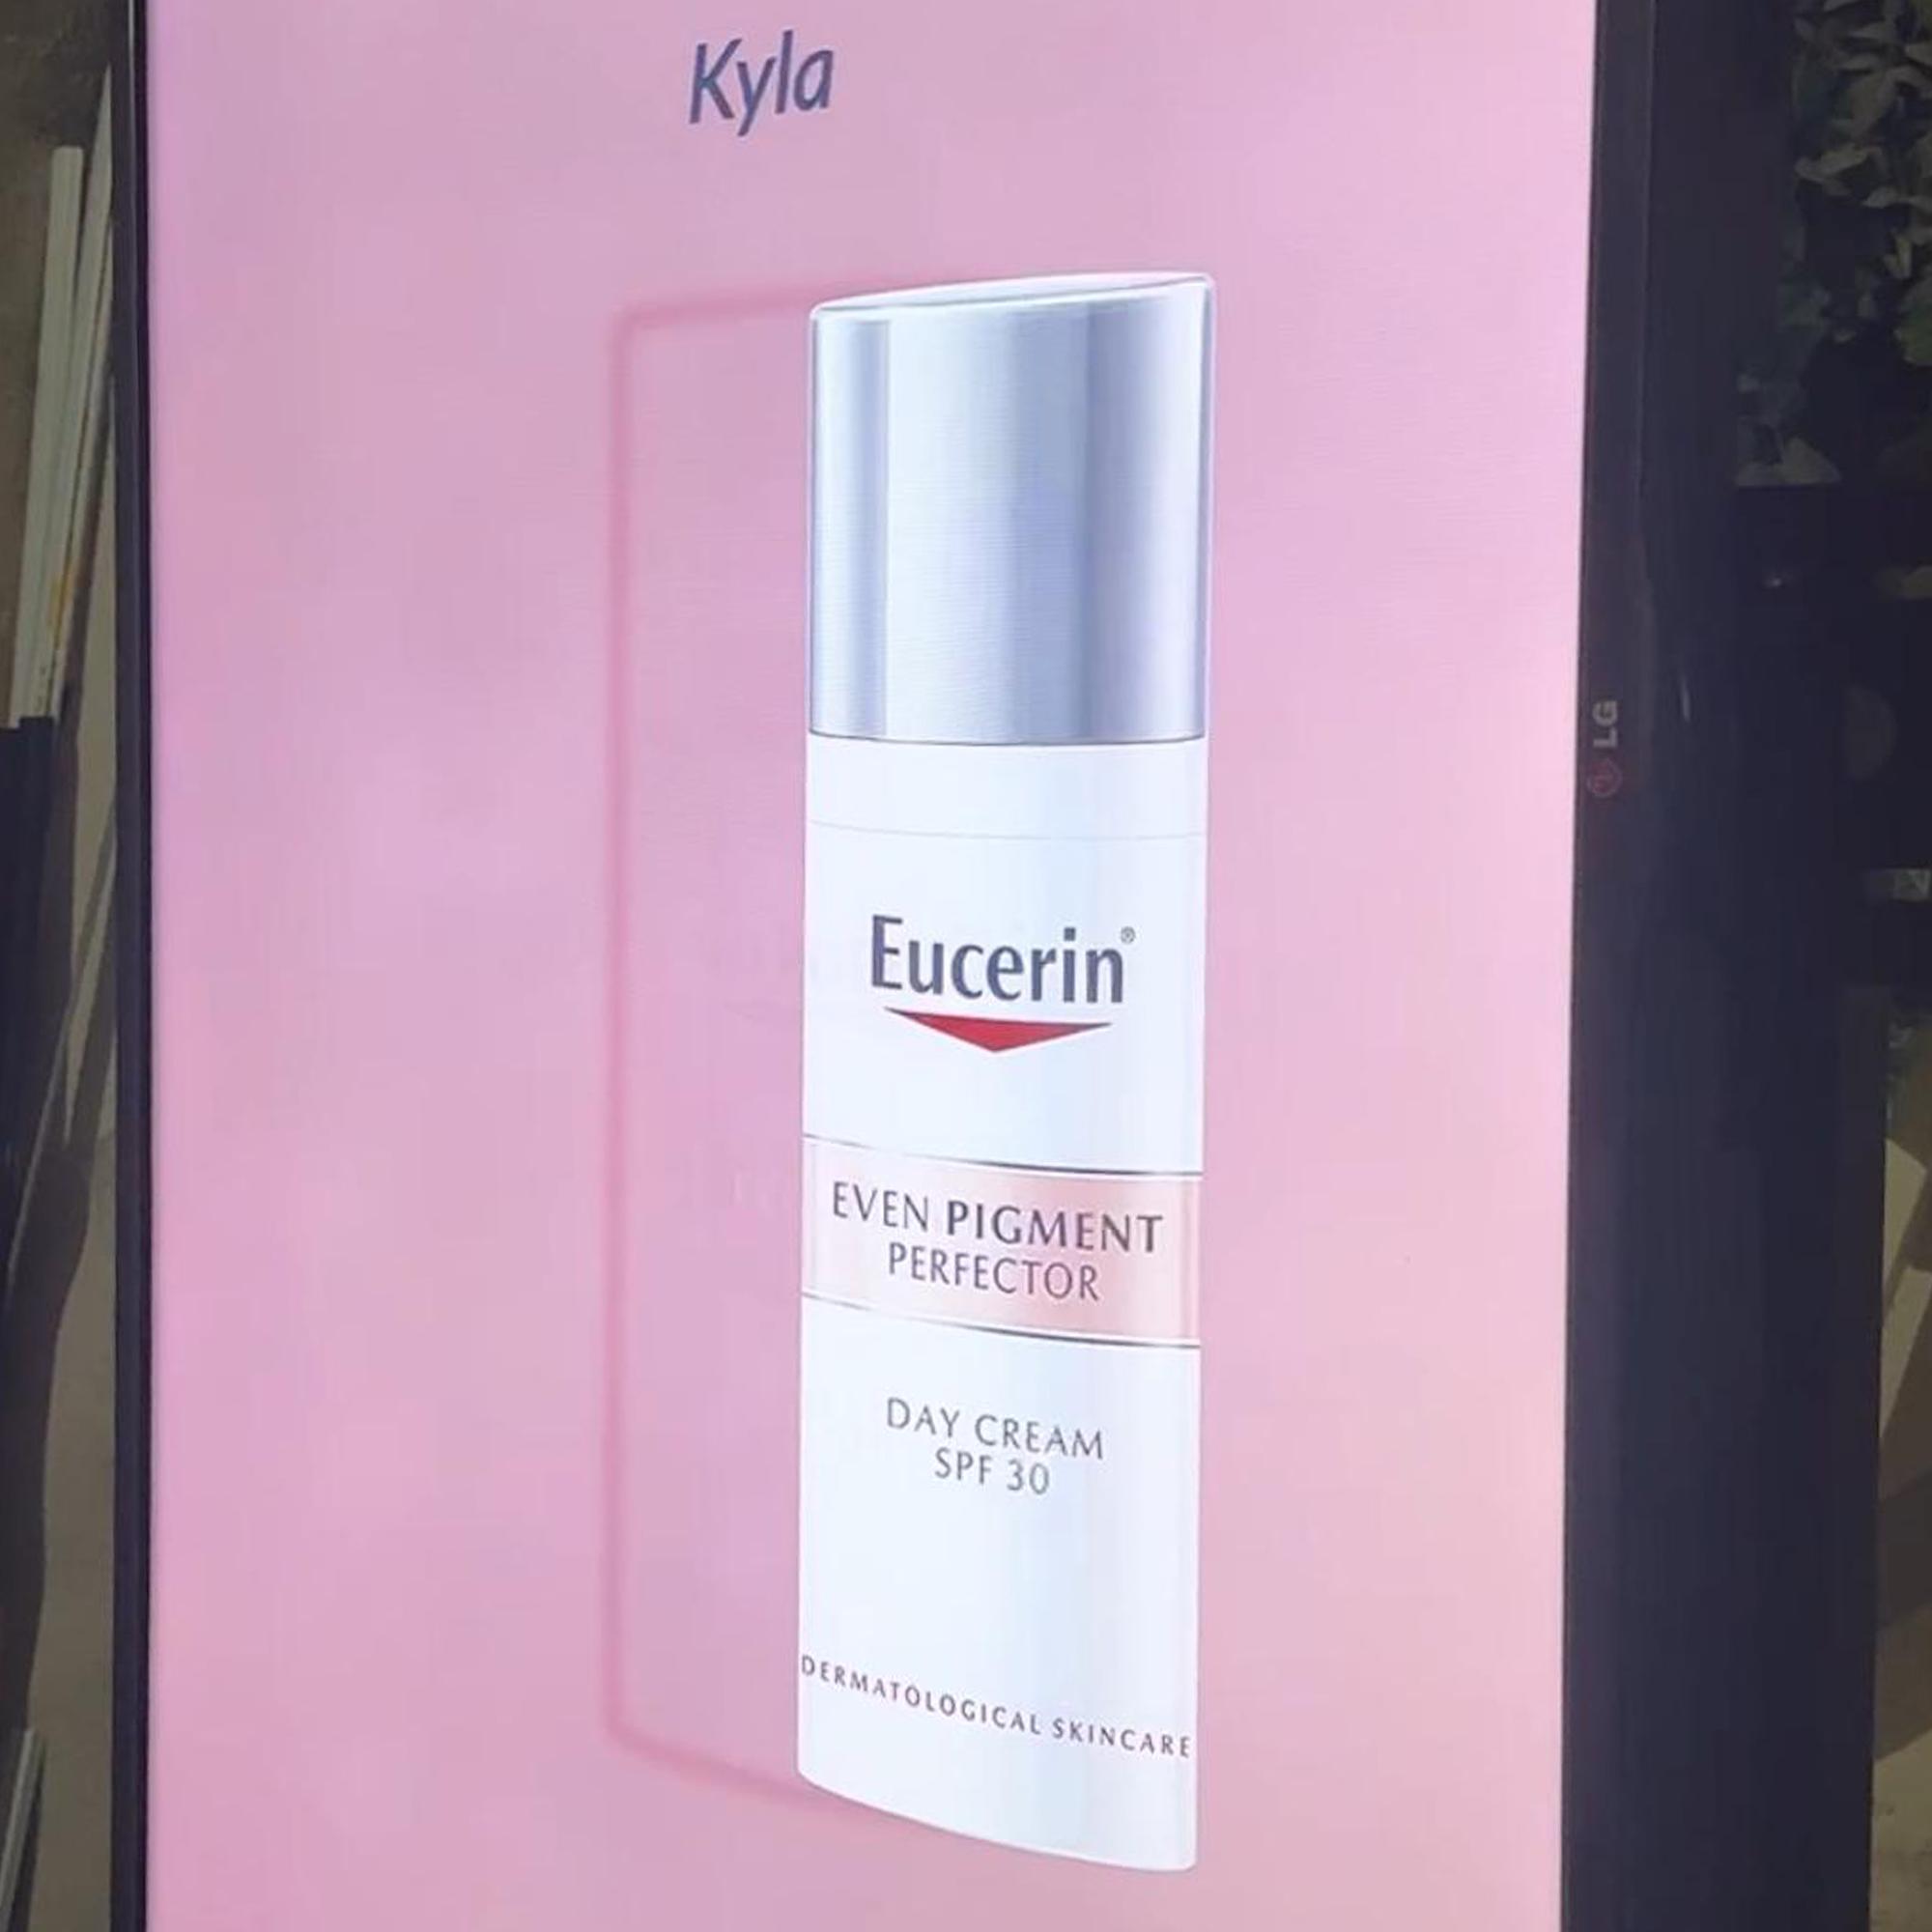 Kyla
Eucerin®
EVEN PIGMENT
PERFECTOR
DAY CREAM
SPF 30
DERMATOLOGICAL SKINCARE
LG